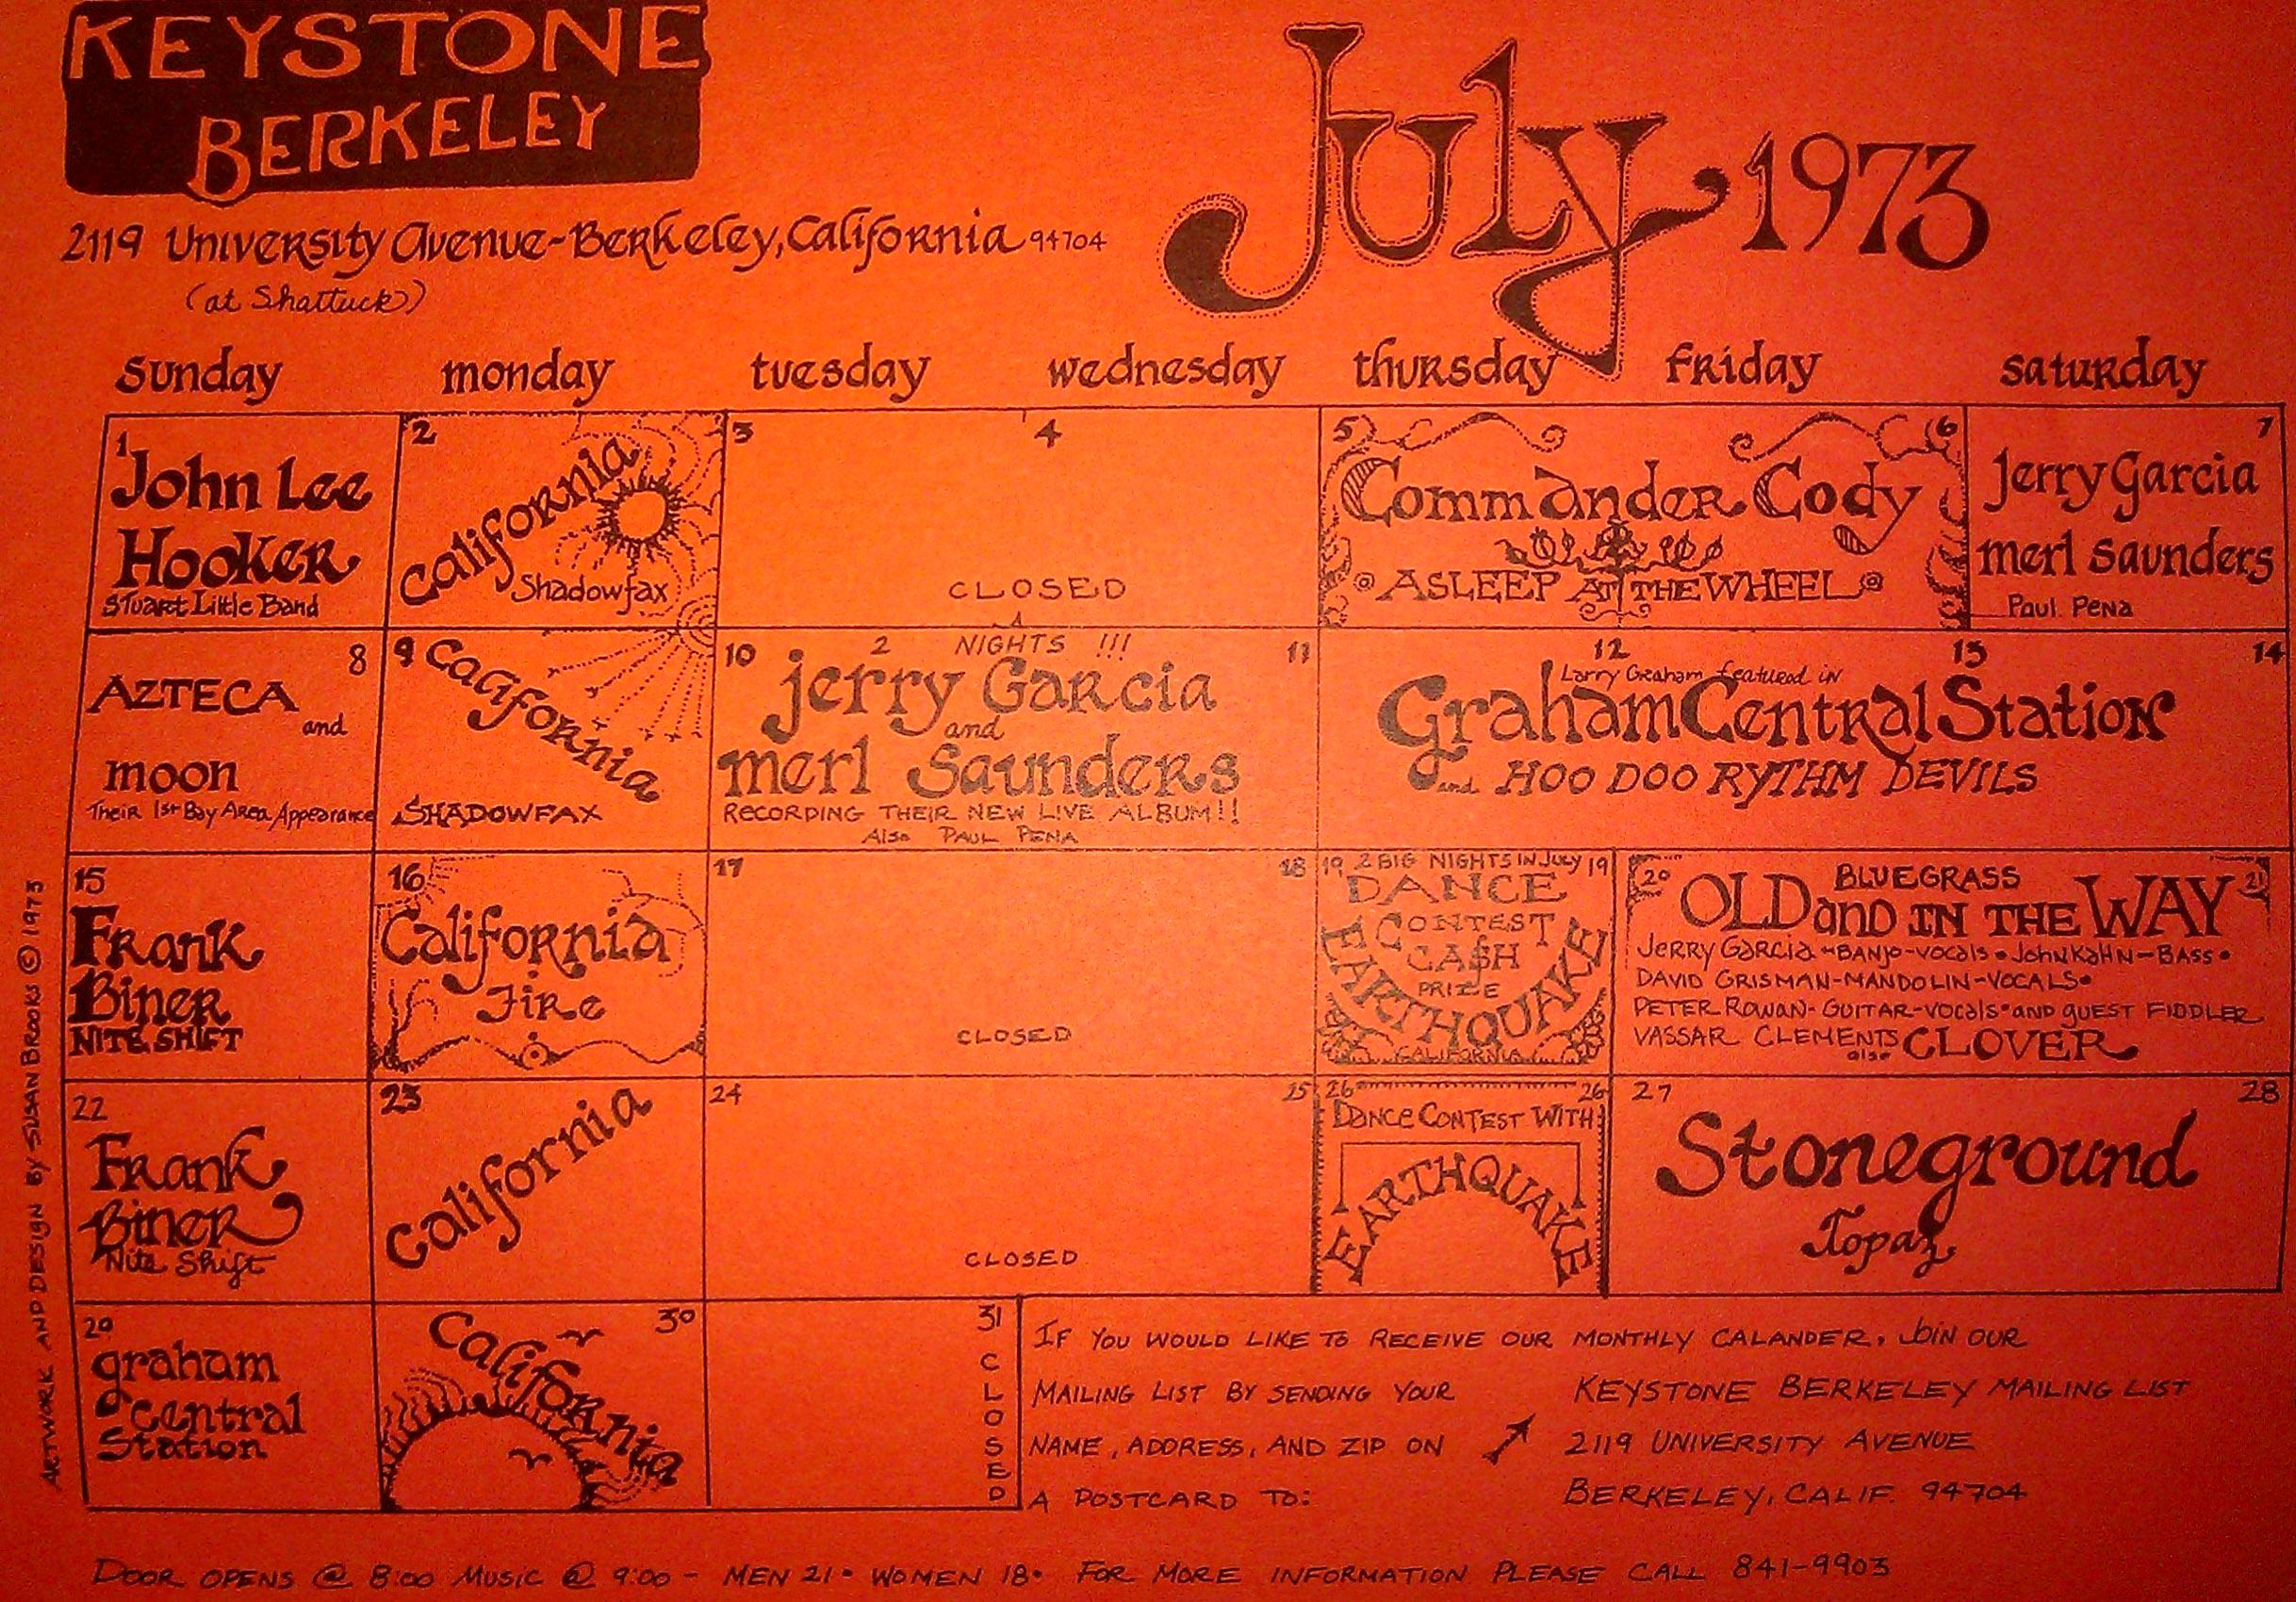 KEYSTONE
BERKELEY
2119 University Avenue-Berkeley, California 94704
(at Shattuck)
July 1973
sunday monday tuesday wednesday thursday friday saturday
1
John Lee
Hooker
Stuart Little Band
2
California
Shadowfax
3 4
CLOSED
5 6
Commander Cody
ASLEEP AT THE WHEEL
7
Jerry Garcia
merl saunders
Paul Pena
8
AZTECA
and
moon
Their 1st Bay Area Appearance
9
California
SHADOWFAX
10 11
2 NIGHTS !!!
jerry Garcia
and
merl Saunders
RECORDING THEIR NEW LIVE ALBUM!!
Also PAUL PENA
12 13 14
Larry Graham featured in
Graham Central Station
and HOO DOO RYTHM DEVILS
15
Frank
Biner
NITE SHIFT
16
California
Fire
17 18
CLOSED
19 2 BIG NIGHTS IN July 19
DANCE
CONTEST
CA$H
PRIZE
EARTHQUAKE
CALIFORNIA
20 21
BLUEGRASS
OLD and IN THE WAY
Jerry Garcia-BANJO-vocals • John Kahn-BASS •
DAVID GRISMAN-MANDOLIN-VOCALS•
PETER Rowan-GUITAR-vocals•and guest FIDDLER
VASSAR CLEMENTS
also CLOVER
22
Frank
Biner
Nite Shift
23
California
24 25
CLOSED
26 26
Dance Contest With
EARTHQUAKE
27 28
Stoneground
Topaz
29
graham
central
Station
30
California
31
CLOSED
If you would like to receive our monthly calander, join our
mailing list by sending your
name, address, and zip on
a postcard to:
KEYSTONE BERKELEY MAILING LIST
2119 UNIVERSITY AVENUE
BERKELEY, CALIF. 94704
Door opens @ 8:00 Music @ 9:00 - MEN 21• WOMEN 18• FOR MORE INFORMATION PLEASE CALL 841-9903
ARTWORK AND DESIGN By SUSAN BROOKS © 1973